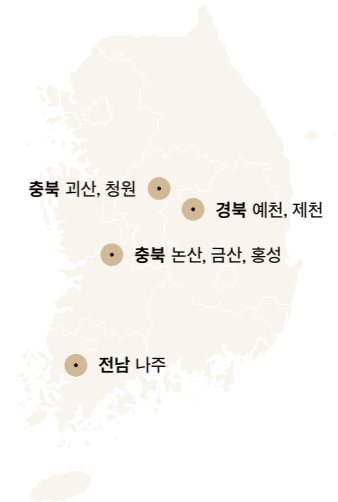 충북 괴산, 청원
경북 예천, 제천
충북 논산, 금산, 홍성
전남 나주